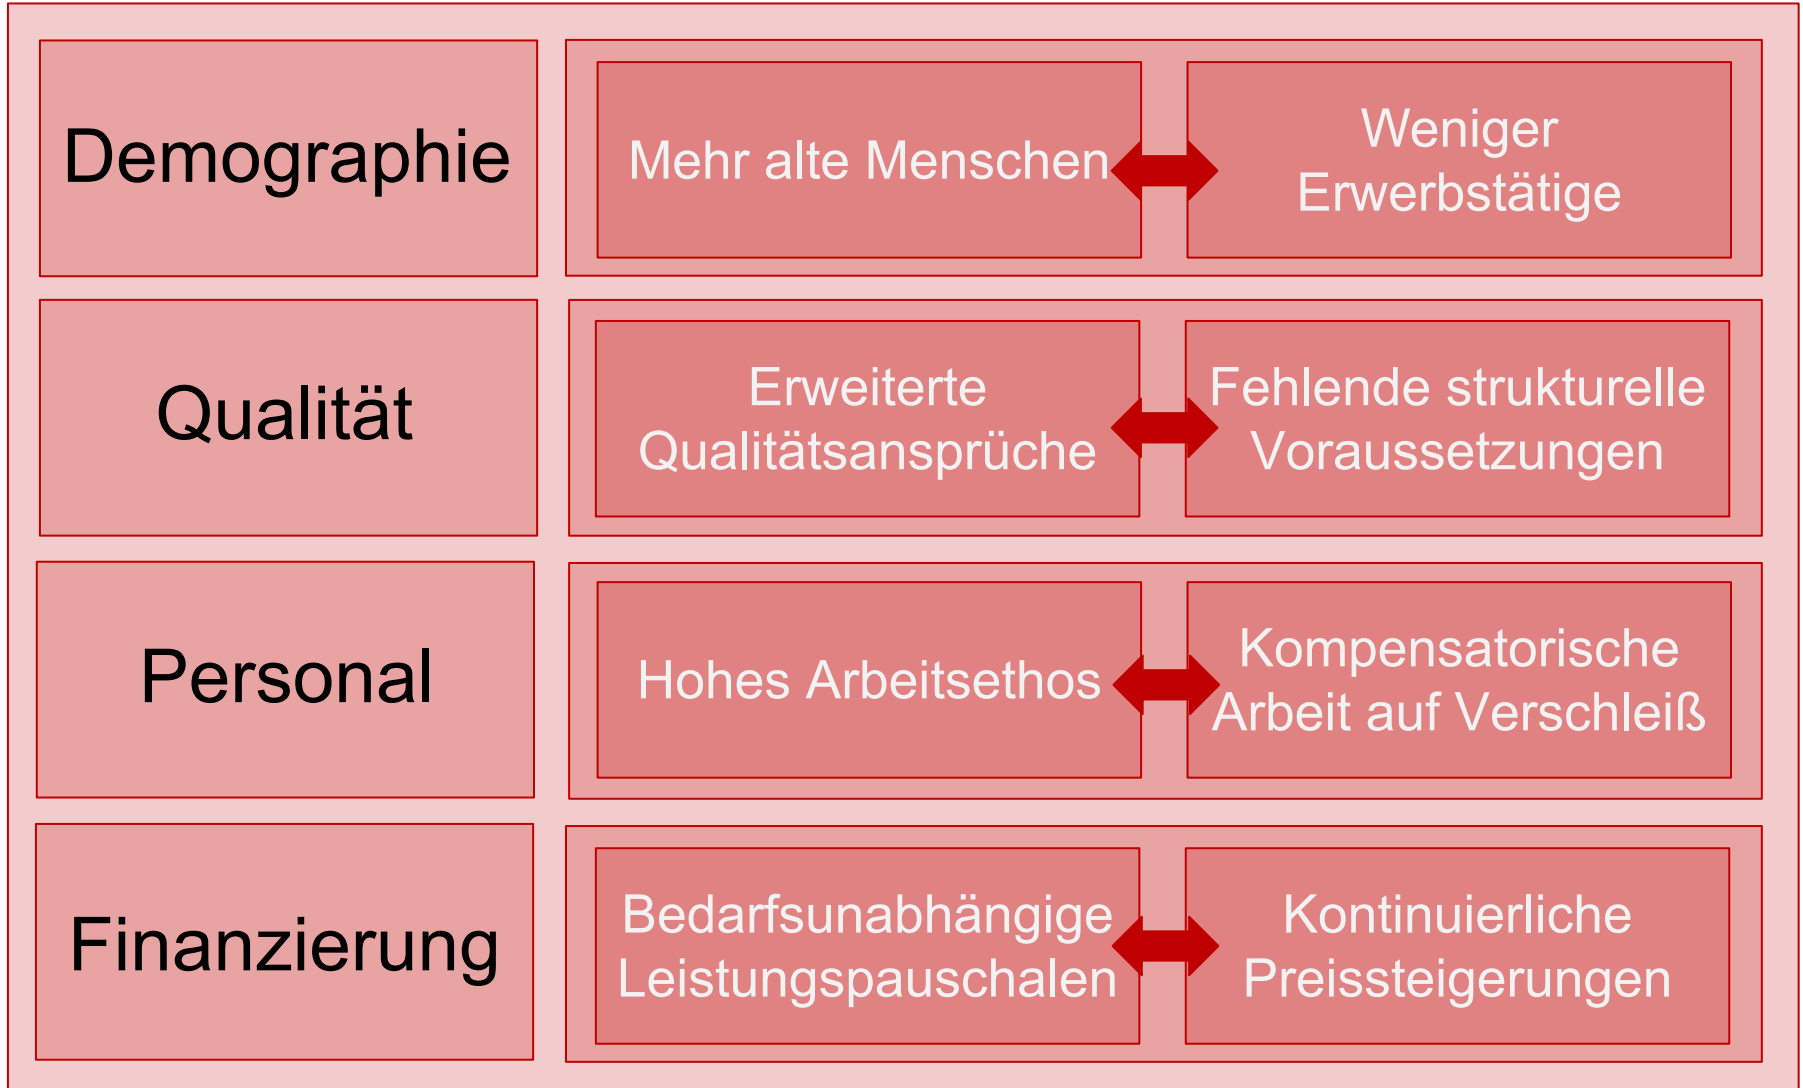 Demographie
Mehr alte Menschen
Weniger
Erwerbstätige
Qualität
Erweiterte
Qualitätsansprüche
Fehlende strukturelle
Voraussetzungen
Personal
Hohes Arbeitsethos
Kompensatorische
Arbeit auf Verschleiß
Finanzierung
Bedarfsunabhängige
Leistungspauschalen
Kontinuierliche
Preissteigerungen